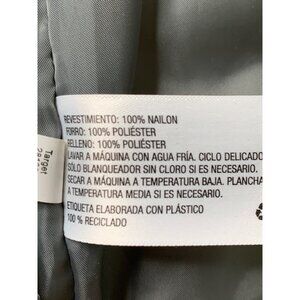 REVESTIMIENTO: 100% NAILON
FORRO: 100% POLIÉSTER
RELLENO: 100% POLIÉSTER
LAVAR A MÁQUINA CON AGUA FRÍA. CICLO DELICADO
SÓLO BLANQUEADOR SIN CLORO SI ES NECESARIO.
SECAR A MÁQUINA A TEMPERATURA BAJA. PLANCHA
A TEMPERATURA MEDIA SI ES NECESARIO.
ETIQUETA ELABORADA CON PLÁSTICO
100 % RECICLADO
Target